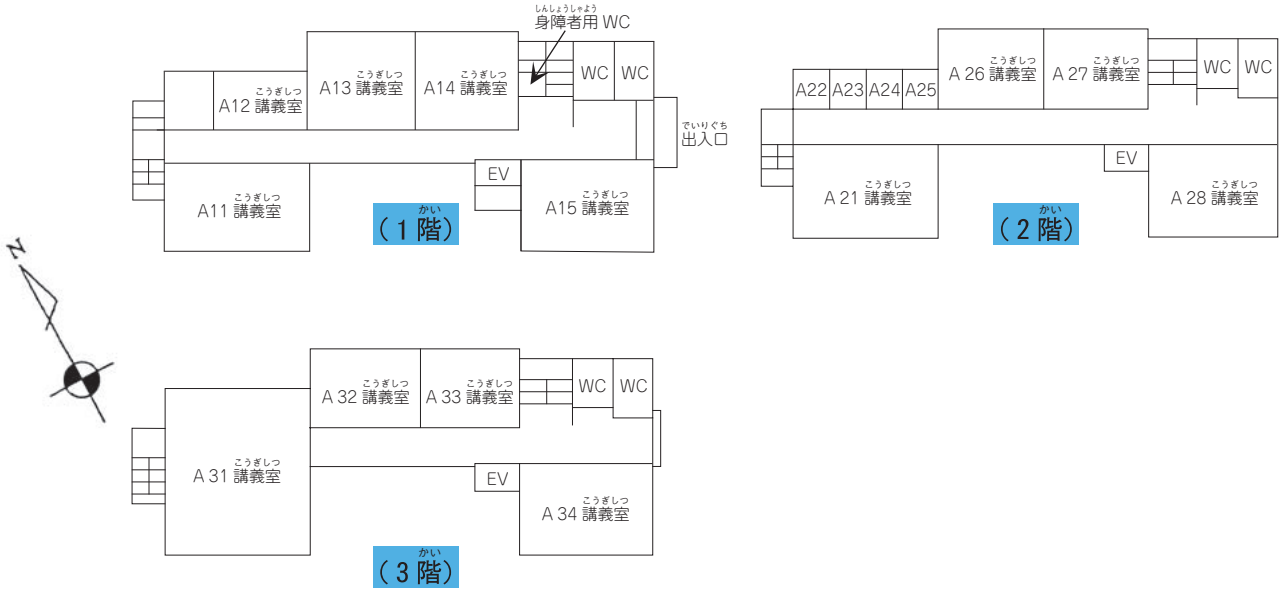 しんしょうしゃよう
身障者用 WC
こうぎしつ
A13 講義室
こうぎしつ
A14 講義室
WC
WC
こうぎしつ
A12 講義室
でいりぐち
出入口
EV
こうぎしつ
A11 講義室
こうぎしつ
A15 講義室
かい
(1階)
こうぎしつ
A 26 講義室
こうぎしつ
A 27 講義室
WC
WC
A22
A23
A24
A25
EV
こうぎしつ
A 21 講義室
こうぎしつ
A 28 講義室
かい
(2階)
N
こうぎしつ
A 32 講義室
こうぎしつ
A 33 講義室
WC
WC
こうぎしつ
A 31 講義室
EV
こうぎしつ
A 34 講義室
かい
(3階)